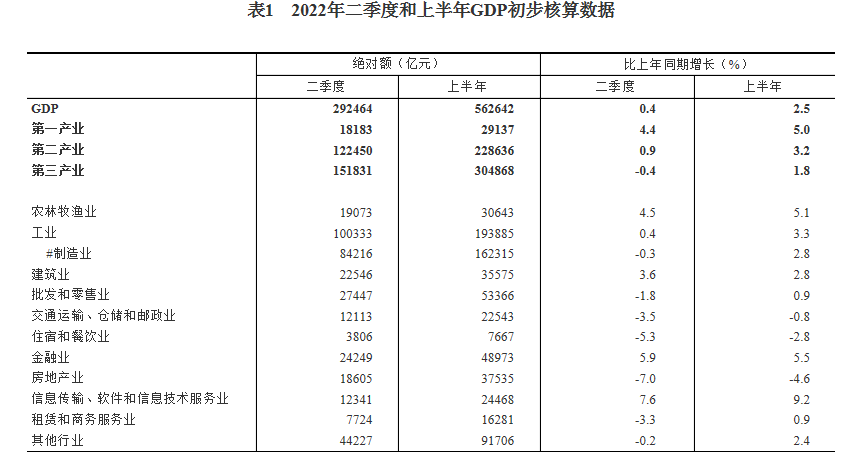 表1 2022年二季度和上半年GDP初步核算数据
绝对额（亿元） 比上年同期增长（%）
二季度 上半年 二季度 上半年
GDP 292464 562642 0.4 2.5
第一产业 18183 29137 4.4 5.0
第二产业 122450 228636 0.9 3.2
第三产业 151831 304868 -0.4 1.8
农林牧渔业 19073 30643 4.5 5.1
工业 100333 193885 0.4 3.3
#制造业 84216 162315 -0.3 2.8
建筑业 22546 35575 3.6 2.8
批发和零售业 27447 53366 -1.8 0.9
交通运输、仓储和邮政业 12113 22543 -3.5 -0.8
住宿和餐饮业 3806 7667 -5.3 -2.8
金融业 24249 48973 5.9 5.5
房地产业 18605 37535 -7.0 -4.6
信息传输、软件和信息技术服务业 12341 24468 7.6 9.2
租赁和商务服务业 7724 16281 -3.3 0.9
其他行业 44227 91706 -0.2 2.4